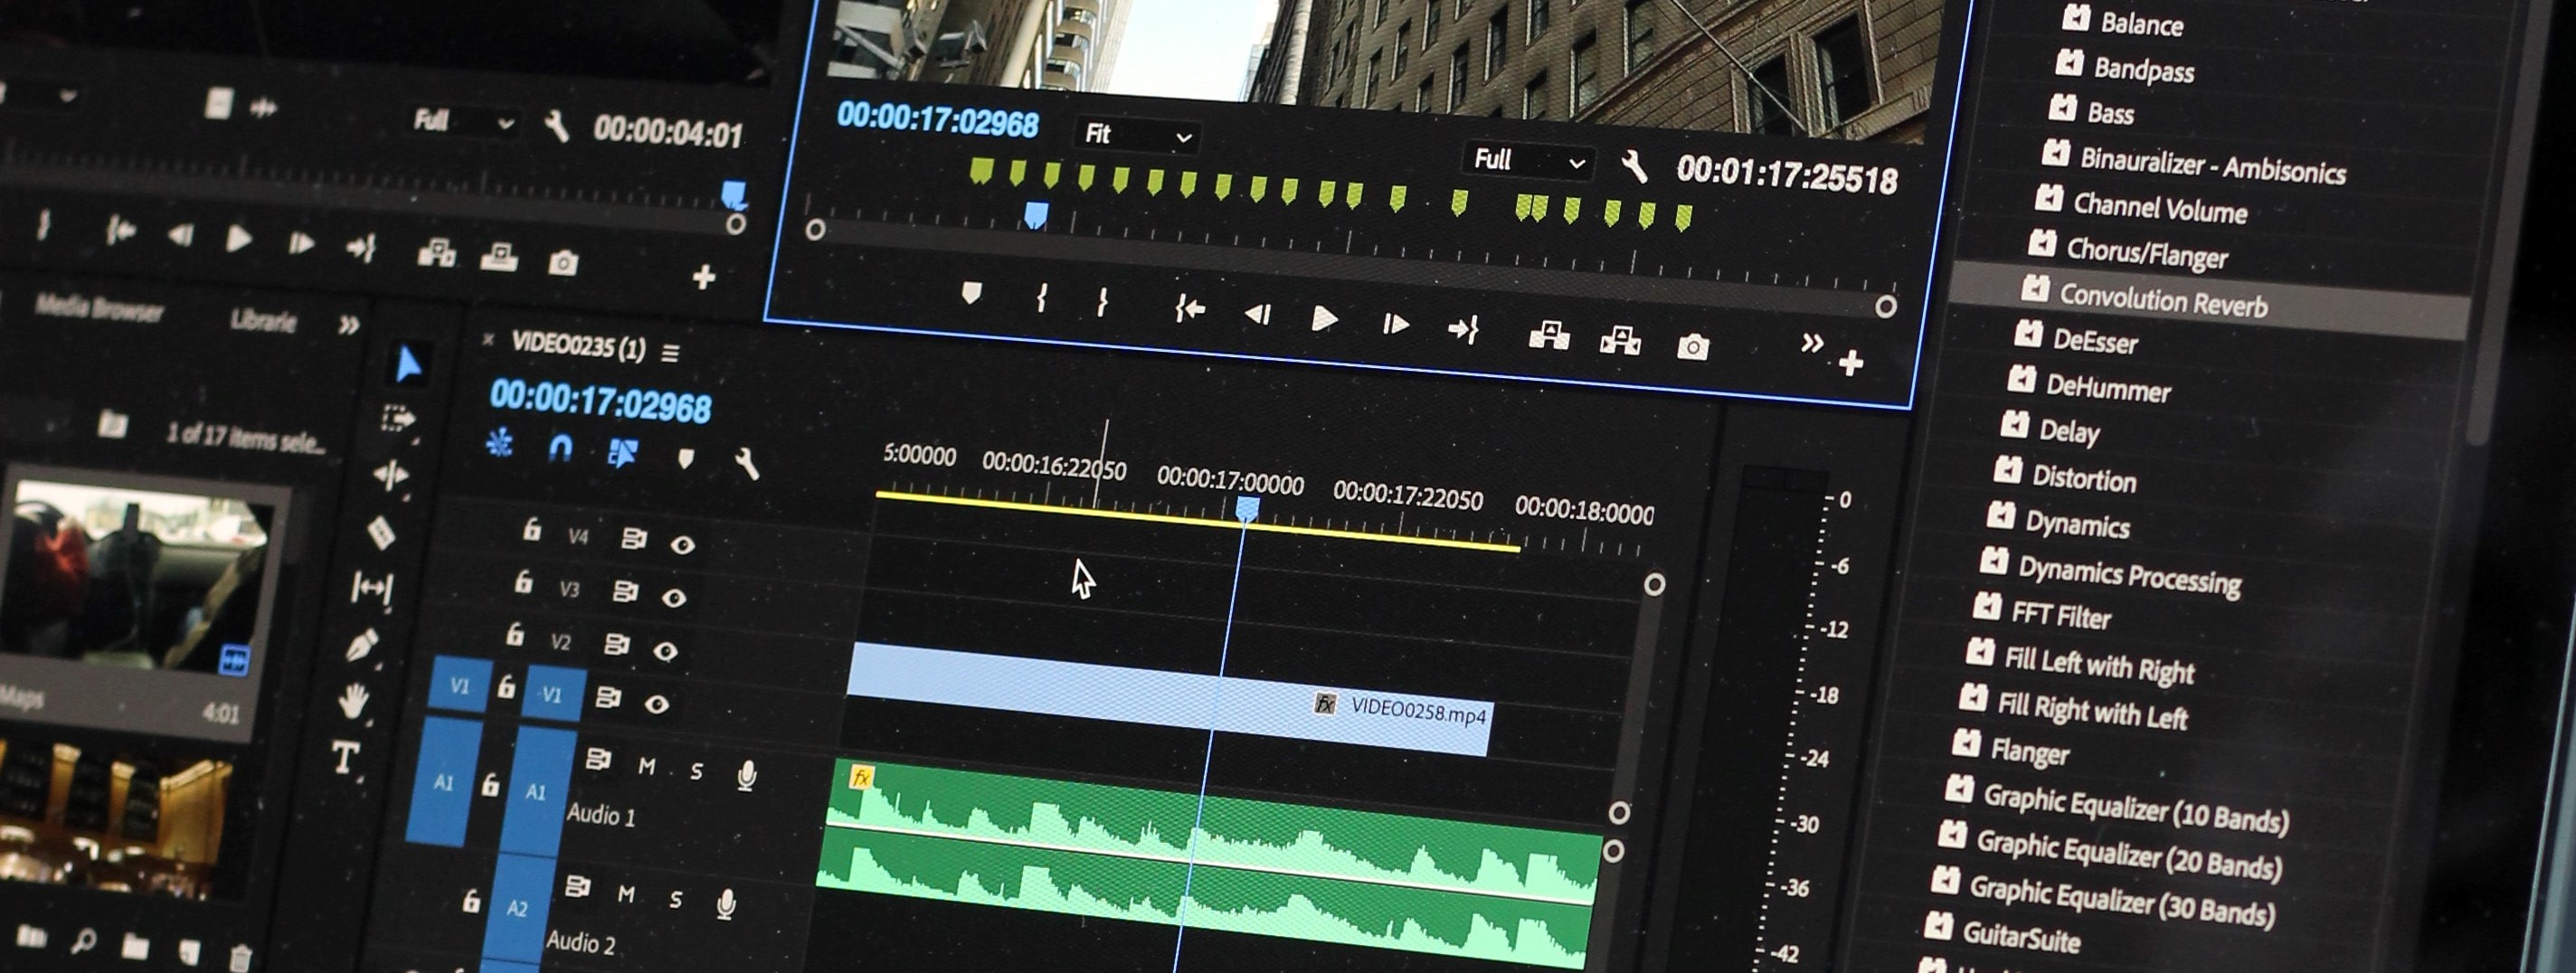 Full
00:00:04:01
00:00:17:02968
Fit
Full
00:01:17:25518
Media Browser
Librarie
1 of 17 items sele...
Maps
4:01
VIDEO0235 (1)
00:00:17:02968
5:00000
00:00:16:22050
00:00:17:00000
00:00:17:22050
00:00:18:0000
V4
V3
V2
V1
V1
VIDEO0258.mp4
fx
A1
A1
M
S
Audio 1
fx
A2
M
S
Audio 2
T
0
-6
-12
-18
-24
-30
-36
-42
Balance
Bandpass
Bass
Binauralizer - Ambisonics
Channel Volume
Chorus/Flanger
Convolution Reverb
DeEsser
DeHummer
Delay
Distortion
Dynamics
Dynamics Processing
FFT Filter
Fill Left with Right
Fill Right with Left
Flanger
Graphic Equalizer (10 Bands)
Graphic Equalizer (20 Bands)
Graphic Equalizer (30 Bands)
GuitarSuite